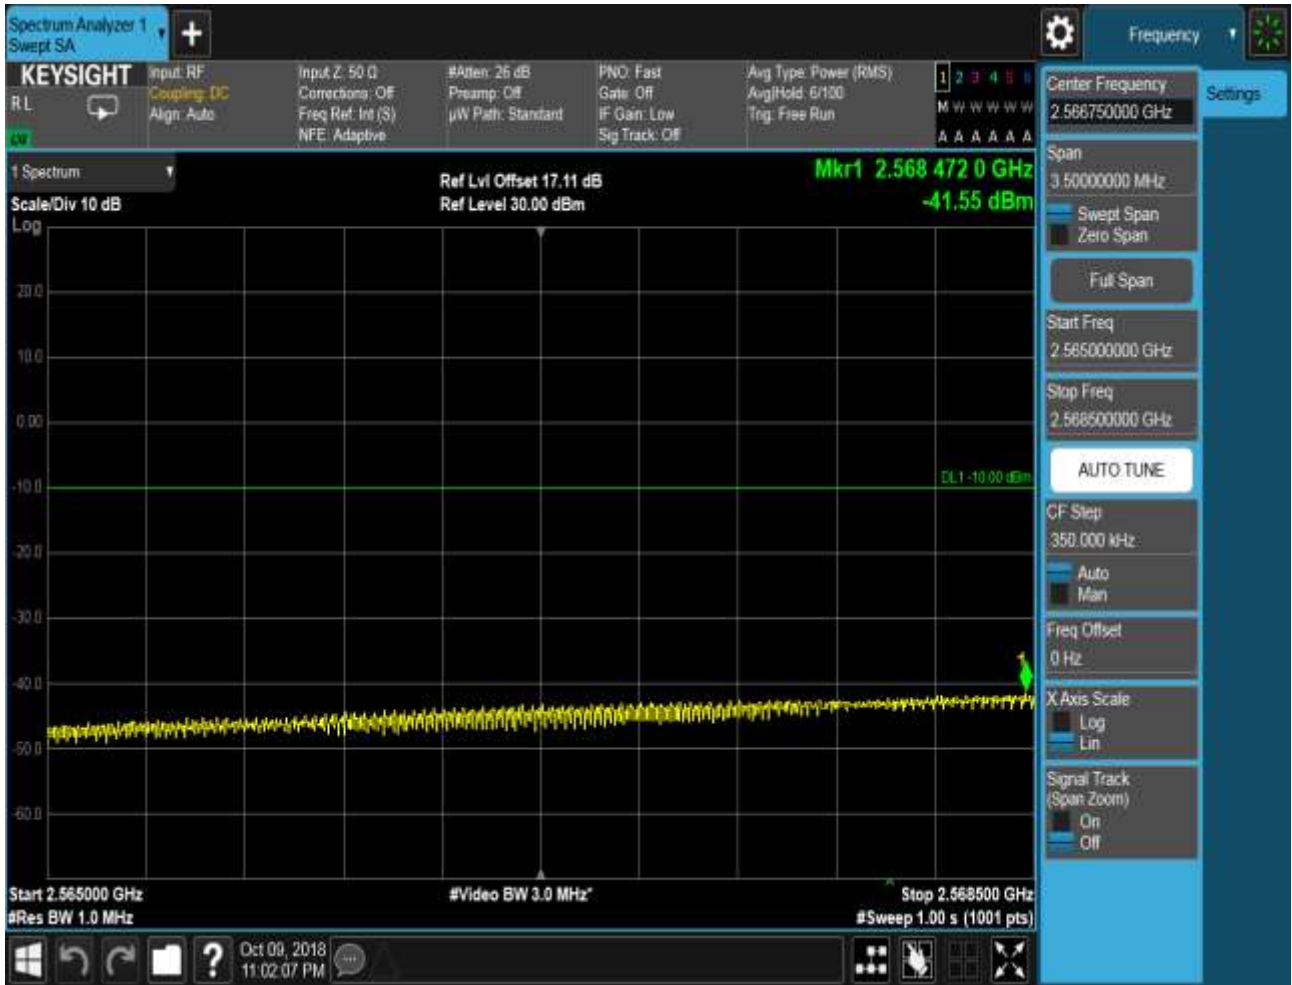 Spectrum Analyzer 1
Swept SA
Frequency
KEYSIGHT
RL
Input: RF
Coupling: DC
Align: Auto
Input Z: 50 Ω
Corrections: Off
Freq Ref: Int (S)
NFE: Adaptive
#Atten: 26 dB
Preamp: Off
µW Path: Standard
PNO: Fast
Gate: Off
IF Gain: Low
Sig Track: Off
Avg Type: Power (RMS)
Avg|Hold: 6/100
Trig: Free Run
1 2 3 4 5 6
M W W W W W
A A A A A A
1 Spectrum
Scale/Div 10 dB
Log
Ref Lvl Offset 17.11 dB
Ref Level 30.00 dBm
Mkr1 2.568 472 0 GHz
-41.55 dBm
20.0
10.0
0.00
-10.0
-20.0
-30.0
-40.0
-50.0
-60.0
DL1 -10.00 dBm
1
Start 2.565000 GHz
#Res BW 1.0 MHz
#Video BW 3.0 MHz*
Stop 2.568500 GHz
#Sweep 1.00 s (1001 pts)
Oct 09, 2018
11:02:07 PM
Center Frequency
2.566750000 GHz
Settings
Span
3.50000000 MHz
Swept Span
Zero Span
Full Span
Start Freq
2.565000000 GHz
Stop Freq
2.568500000 GHz
AUTO TUNE
CF Step
350.000 kHz
Auto
Man
Freq Offset
0 Hz
X Axis Scale
Log
Lin
Signal Track
(Span Zoom)
On
Off